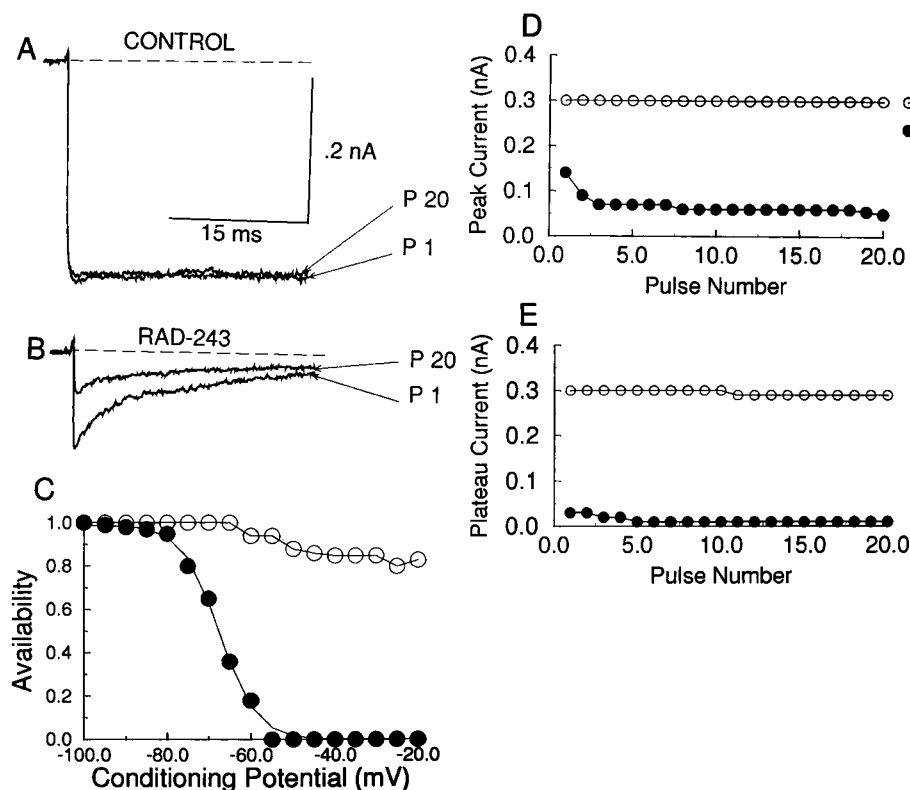 A
CONTROL
.2 nA
15 ms
P 20
P 1
B
RAD-243
P 20
P 1
C
1.0
0.8
0.6
0.4
0.2
0.0
Availability
-100.0 -80.0 -60.0 -40.0 -20.0
Conditioning Potential (mV)
D
0.4
0.3
0.2
0.1
0.0
Peak Current (nA)
0.0 5.0 10.0 15.0 20.0
Pulse Number
E
0.4
0.3
0.2
0.1
0.0
Plateau Current (nA)
0.0 5.0 10.0 15.0 20.0
Pulse Number